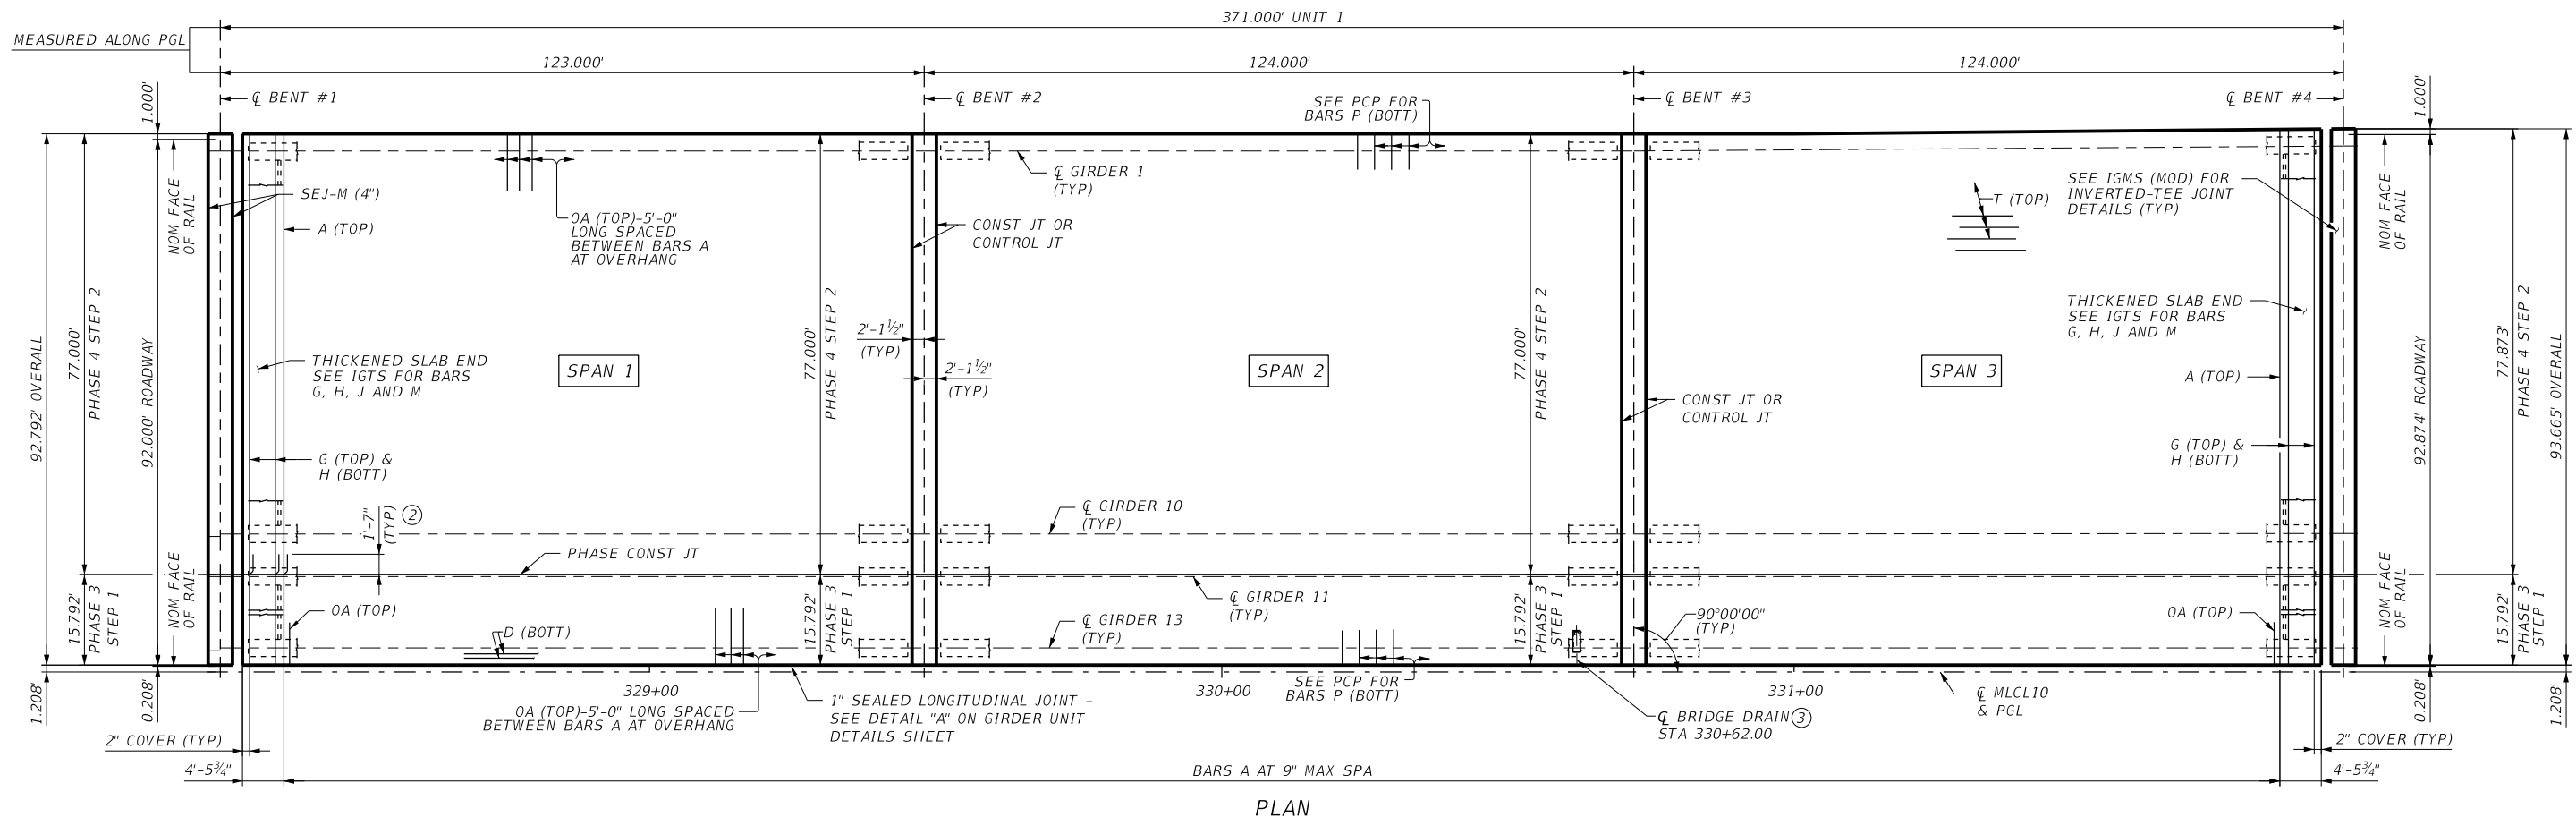 371.000' UNIT 1
MEASURED ALONG PGL
123.000'
124.000'
124.000'
1.000'
℄ BENT #1
℄ BENT #2
SEE PCP FOR
BARS P (BOTT)
℄ BENT #3
℄ BENT #4
1.000'
NOM FACE
OF RAIL
SEJ-M (4")
A (TOP)
OA (TOP)-5'-0"
LONG SPACED
BETWEEN BARS A
AT OVERHANG
CONST JT OR
CONTROL JT
℄ GIRDER 1
(TYP)
T (TOP)
SEE IGMS (MOD) FOR
INVERTED-TEE JOINT
DETAILS (TYP)
NOM FACE
OF RAIL
92.792' OVERALL
77.000'
PHASE 4 STEP 2
92.000' ROADWAY
THICKENED SLAB END
SEE IGTS FOR BARS
G, H, J AND M
SPAN 1
77.000'
PHASE 4 STEP 2
2'-1½"
(TYP)
2'-1½"
(TYP)
SPAN 2
77.000'
PHASE 4 STEP 2
CONST JT OR
CONTROL JT
SPAN 3
THICKENED SLAB END
SEE IGTS FOR BARS
G, H, J AND M
A (TOP)
92.874' ROADWAY
77.873'
PHASE 4 STEP 2
93.665' OVERALL
G (TOP) &
H (BOTT)
G (TOP) &
H (BOTT)
1'-7"
(TYP)
2
℄ GIRDER 10
(TYP)
PHASE CONST JT
15.792'
PHASE 3
STEP 1
NOM FACE
OF RAIL
OA (TOP)
D (BOTT)
15.792'
PHASE 3
STEP 1
℄ GIRDER 11
(TYP)
℄ GIRDER 13
(TYP)
15.792'
PHASE 3
STEP 1
90°00'00"
(TYP)
OA (TOP)
NOM FACE
OF RAIL
15.792'
PHASE 3
STEP 1
1.208'
0.208'
329+00
330+00
331+00
SEE PCP FOR
BARS P (BOTT)
℄ MLCL10
& PGL
0.208'
1.208'
OA (TOP)-5'-0" LONG SPACED
BETWEEN BARS A AT OVERHANG
1" SEALED LONGITUDINAL JOINT -
SEE DETAIL "A" ON GIRDER UNIT
DETAILS SHEET
℄ BRIDGE DRAIN 3
STA 330+62.00
2" COVER (TYP)
2" COVER (TYP)
4'-5¾"
BARS A AT 9" MAX SPA
4'-5¾"
PLAN